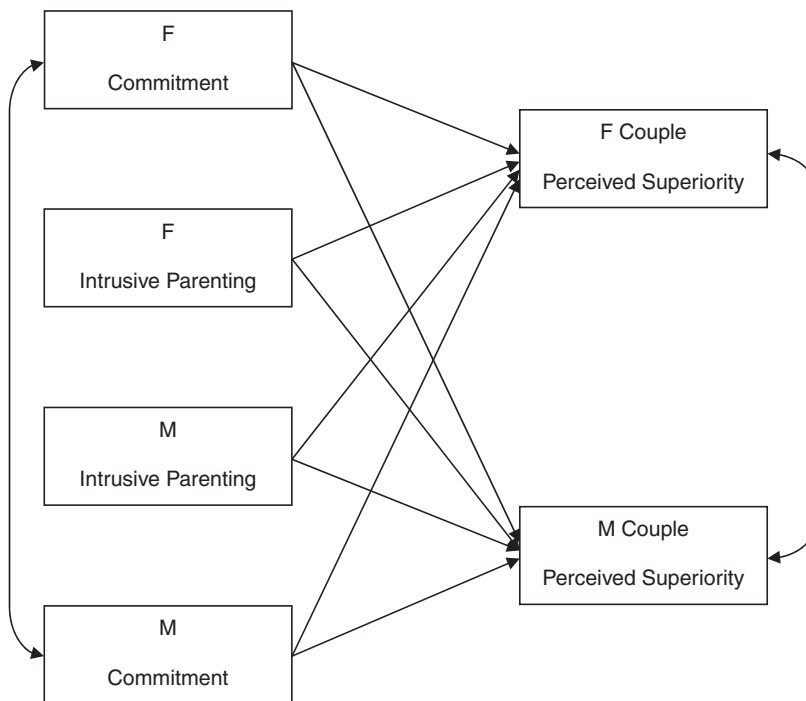 F
Commitment
F
Intrusive Parenting
M
Intrusive Parenting
M
Commitment
F Couple
Perceived Superiority
M Couple
Perceived Superiority